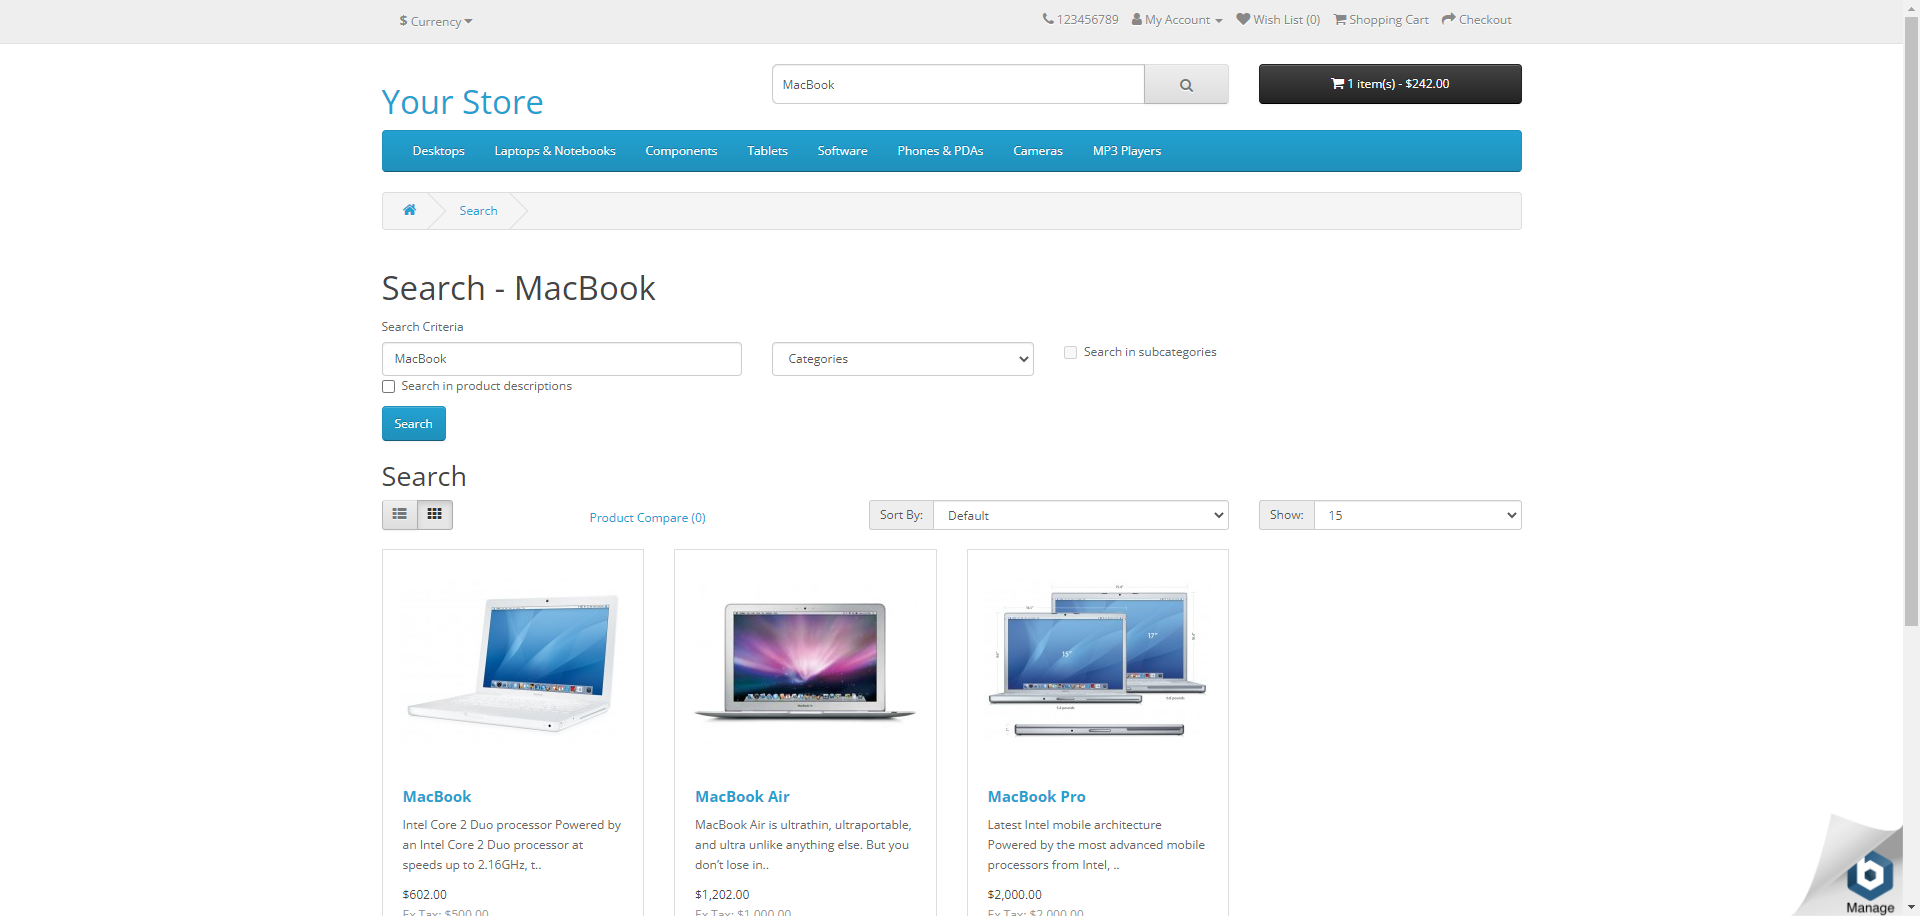 $ Currency
123456789 My Account Wish List (0) Shopping Cart Checkout
Your Store
MacBook
1 item(s) - $242.00
Desktops Laptops & Notebooks Components Tablets Software Phones & PDAs Cameras MP3 Players
Search
Search - MacBook
Search Criteria
MacBook
Categories
Search in subcategories
Search in product descriptions
Search
Search
Product Compare (0)
Sort By: Default
Show: 15
15"
17"
MacBook
Intel Core 2 Duo processor Powered by
an Intel Core 2 Duo processor at
speeds up to 2.16GHz, t..
$602.00
Ex Tax: $500.00
MacBook Air
MacBook Air is ultrathin, ultraportable,
and ultra unlike anything else. But you
don't lose in..
$1,202.00
Ex Tax: $1,000.00
MacBook Pro
Latest Intel mobile architecture
Powered by the most advanced mobile
processors from Intel, ..
$2,000.00
Ex Tax: $2,000.00
b
Manage